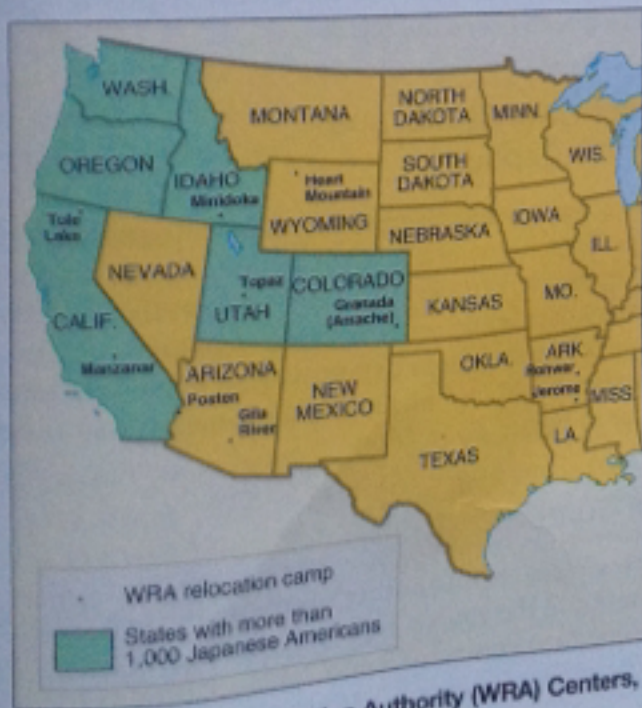 WASH.
MONTANA
NORTH
DAKOTA
MINN.
OREGON
IDAHO
Minidoka
Heart
Mountain
SOUTH
DAKOTA
WIS.
Tule
Lake
WYOMING
NEBRASKA
IOWA
NEVADA
Topaz
UTAH
COLORADO
Granada
(Amache)
KANSAS
MO.
ILL.
CALIF.
Manzanar
ARIZONA
Poston
Gila
River
NEW
MEXICO
OKLA.
ARK
Jerome
MISS.
TEXAS
LA.
WRA relocation camp
States with more than
1,000 Japanese Americans
Authority (WRA) Centers,